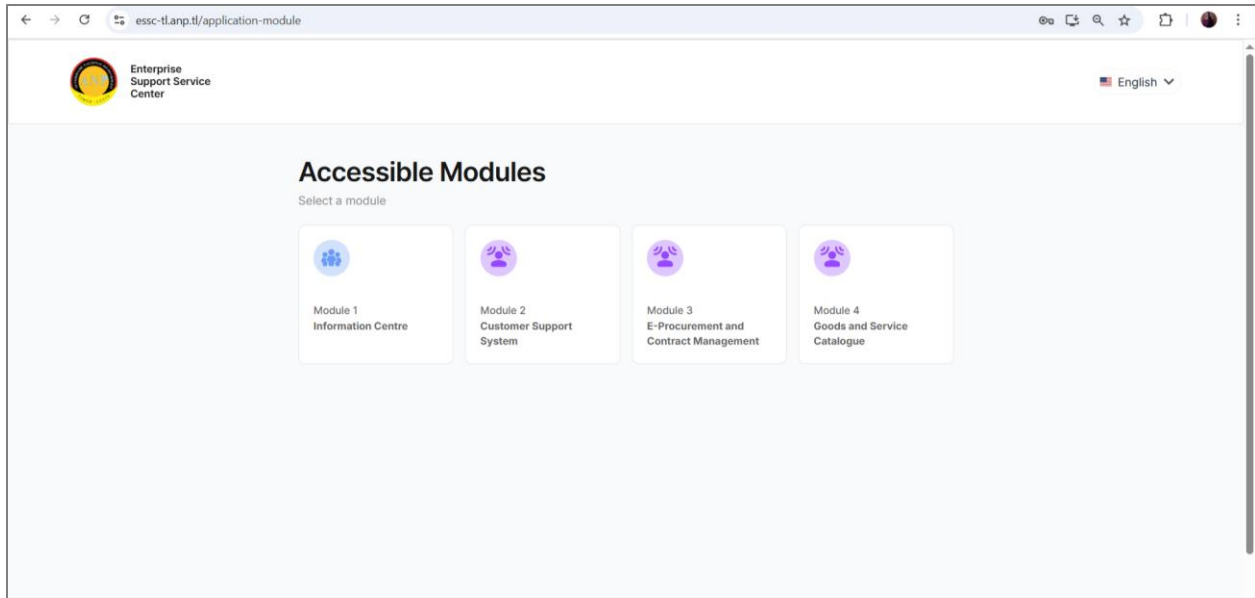 essc-tl.anp.tl/application-module
Enterprise
Support Service
Center
English
Accessible Modules
Select a module
Module 1
Information Centre
Module 2
Customer Support
System
Module 3
E-Procurement and
Contract Management
Module 4
Goods and Service
Catalogue